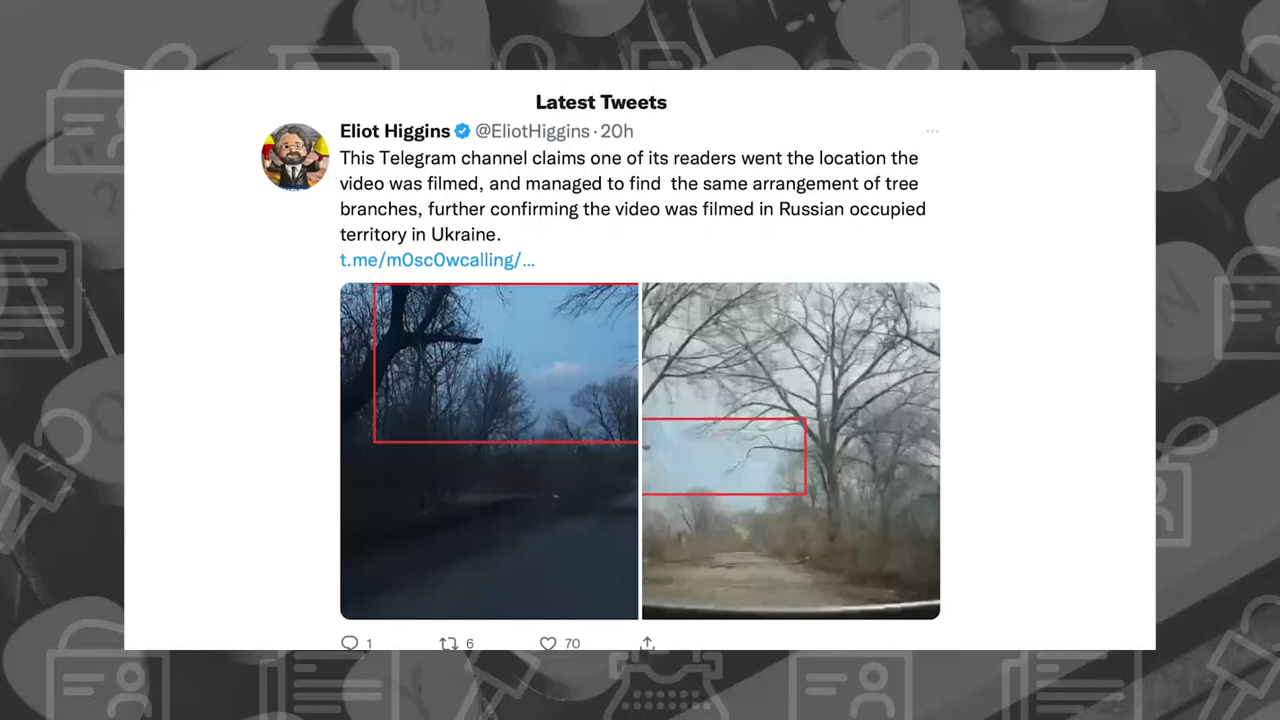 Latest Tweets
Eliot Higgins @EliotHiggins · 20h
This Telegram channel claims one of its readers went the location the
video was filmed, and managed to find the same arrangement of tree
branches, further confirming the video was filmed in Russian occupied
territory in Ukraine.
t.me/m0sc0wcalling/...
1 6 70